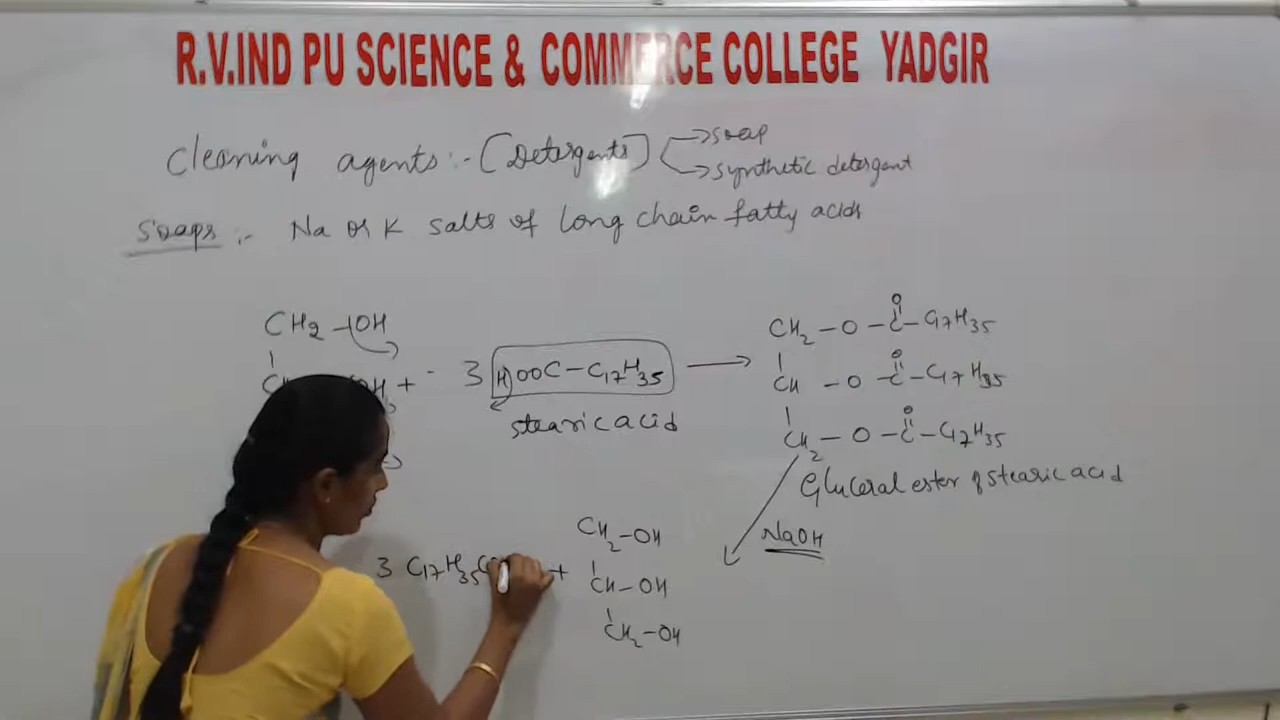 R.V.IND PU SCIENCE & COMMERCE COLLEGE YADGIR
Cleaning agents:- (Detergents) → soap
→ synthetic detergent
Soaps:- Na or K salts of long chain fatty acids
CH2 - OH
+ 3 HOOC - C17H35 →
stearic acid
CH2 - O - C - C17H35
O
CH - O - C - C17H35
O
CH2 - O - C - C17H35
O
Gluceral ester of stearic acid
NaOH
3 C17H35 +
CH2 - OH
CH - OH
CH2 - OH